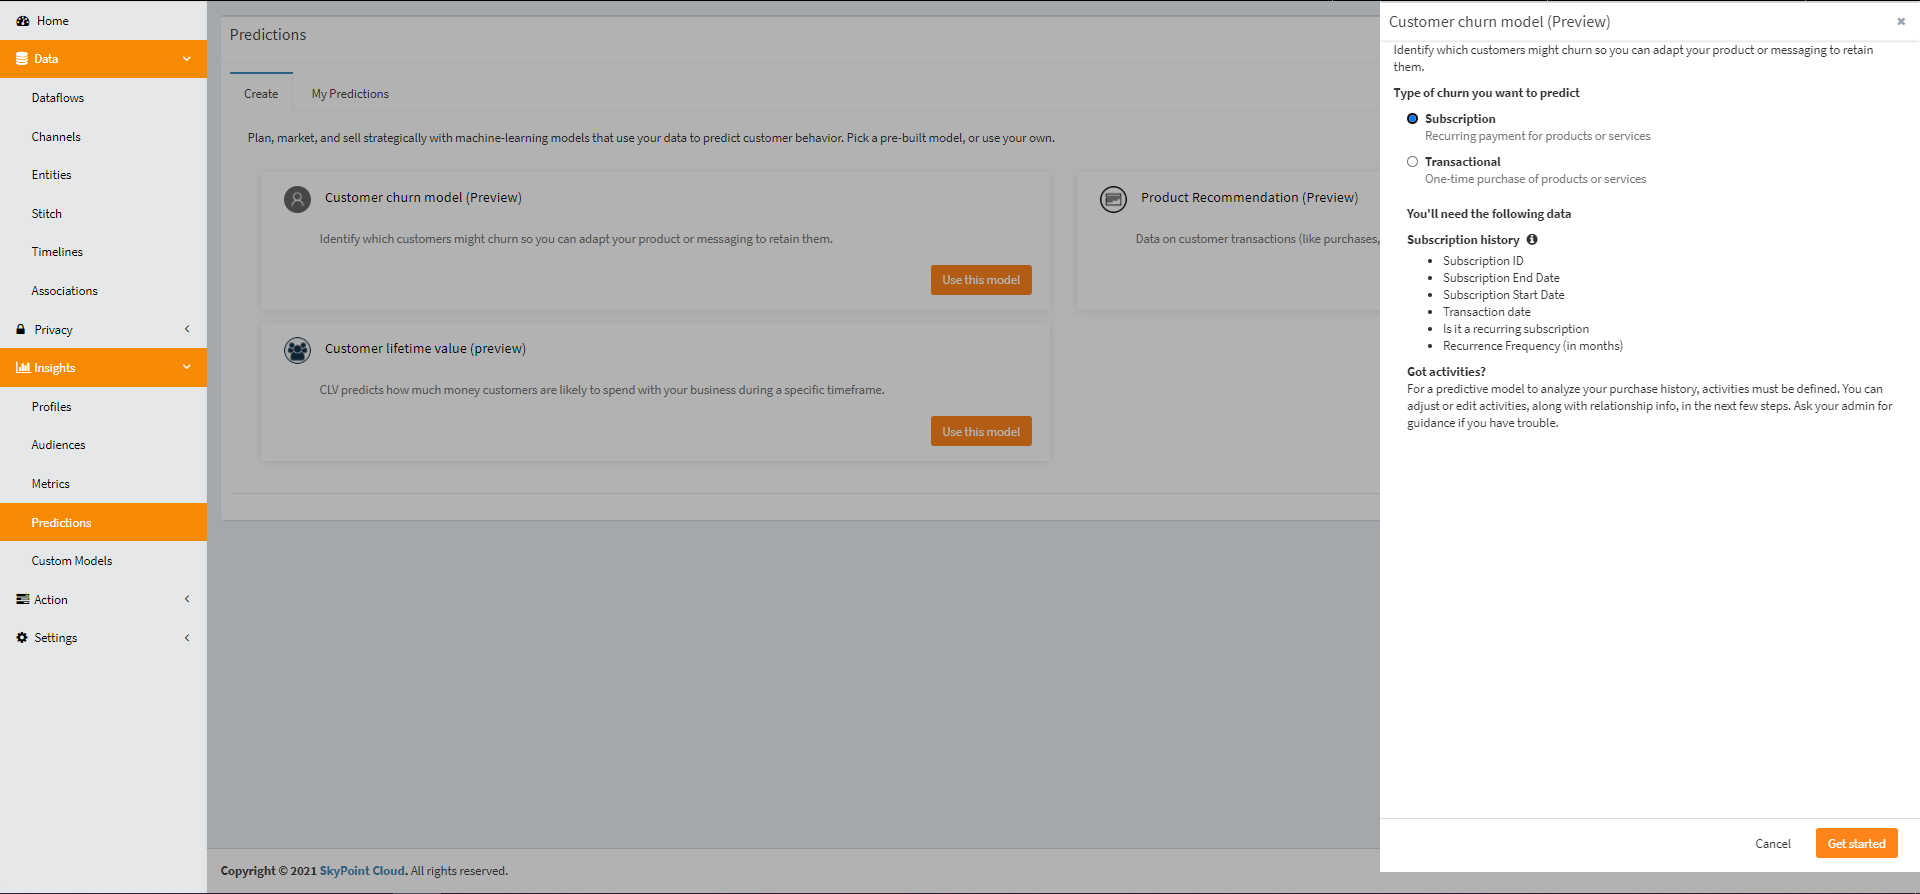 Home
Data
Dataflows
Channels
Entities
Stitch
Timelines
Associations
Privacy
Insights
Profiles
Audiences
Metrics
Predictions
Custom Models
Action
Settings
Predictions
Create
My Predictions
Plan, market, and sell strategically with machine-learning models that use your data to predict customer behavior. Pick a pre-built model, or use your own.
Customer churn model (Preview)
Identify which customers might churn so you can adapt your product or messaging to retain them.
Use this model
Product Recommendation (Preview)
Data on customer transactions (like purchases,
Customer lifetime value (preview)
CLV predicts how much money customers are likely to spend with your business during a specific timeframe.
Use this model
Copyright © 2021 SkyPoint Cloud. All rights reserved.
Customer churn model (Preview)
Identify which customers might churn so you can adapt your product or messaging to retain
them.
Type of churn you want to predict
Subscription
Recurring payment for products or services
Transactional
One-time purchase of products or services
You'll need the following data
Subscription history
• Subscription ID
• Subscription End Date
• Subscription Start Date
• Transaction date
• Is it a recurring subscription
• Recurrence Frequency (in months)
Got activities?
For a predictive model to analyze your purchase history, activities must be defined. You can
adjust or edit activities, along with relationship info, in the next few steps. Ask your admin for
guidance if you have trouble.
Cancel
Get started